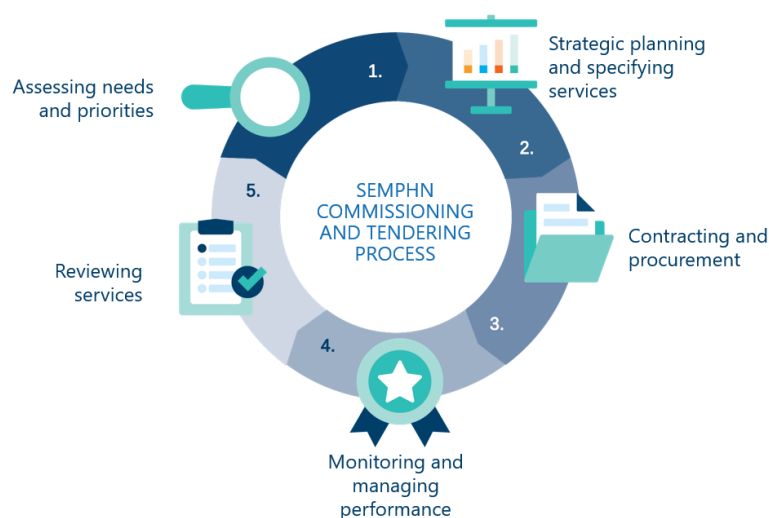 SEMPHN
COMMISSIONING
AND TENDERING
PROCESS
1.
Assessing needs
and priorities
2.
Strategic planning
and specifying
services
3.
Contracting and
procurement
4.
Monitoring and
managing
performance
5.
Reviewing
services